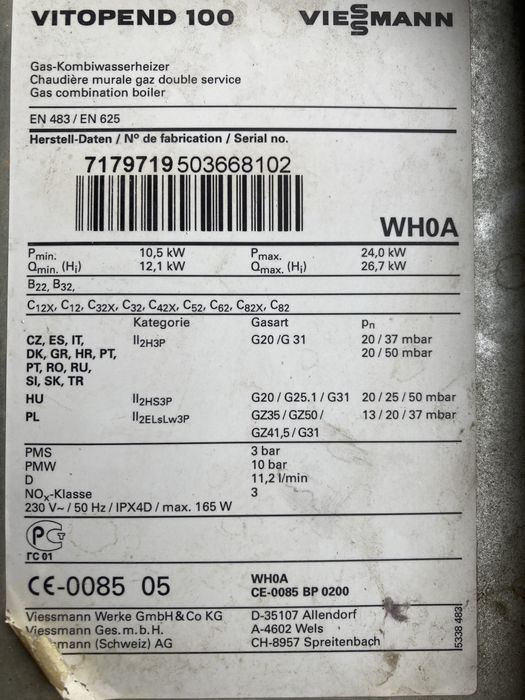 VITOPEND 100 VIESSMANN
Gas-Kombiwasserheizer
Chaudière murale gaz double service
Gas combination boiler
EN 483 / EN 625
Herstell-Daten / Nº de fabrication / Serial no.
7179719503668102
WH0A
Pmin. 10,5 kW Pmax. 24,0 kW
Qmin. (Hi) 12,1 kW Qmax. (Hi) 26,7 kW
B22, B32,
C12X, C12, C32X, C32, C42X, C52, C62, C82X, C82
Kategorie Gasart pn
CZ, ES, IT, II2H3P G20 /G 31 20 / 37 mbar
DK, GR, HR, PT, 20 / 50 mbar
PT, RO, RU,
SI, SK, TR
HU II2HS3P G20 / G25.1 / G31 20 / 25 / 50 mbar
PL II2ELsLw3P GZ35 / GZ50 / 13 / 20 / 37 mbar
GZ41,5 / G31
PMS 3 bar
PMW 10 bar
D 11,2 l/min
NOx-Klasse 3
230 V~ / 50 Hz / IPX4D / max. 165 W
РСТ
ГС 01
CE-0085 05 WH0A
CE-0085 BP 0200
Viessmann Werke GmbH & Co KG D-35107 Allendorf
Viessmann Ges. m. b. H. A-4602 Wels
mann (Schweiz) AG CH-8957 Spreitenbach
5338 483